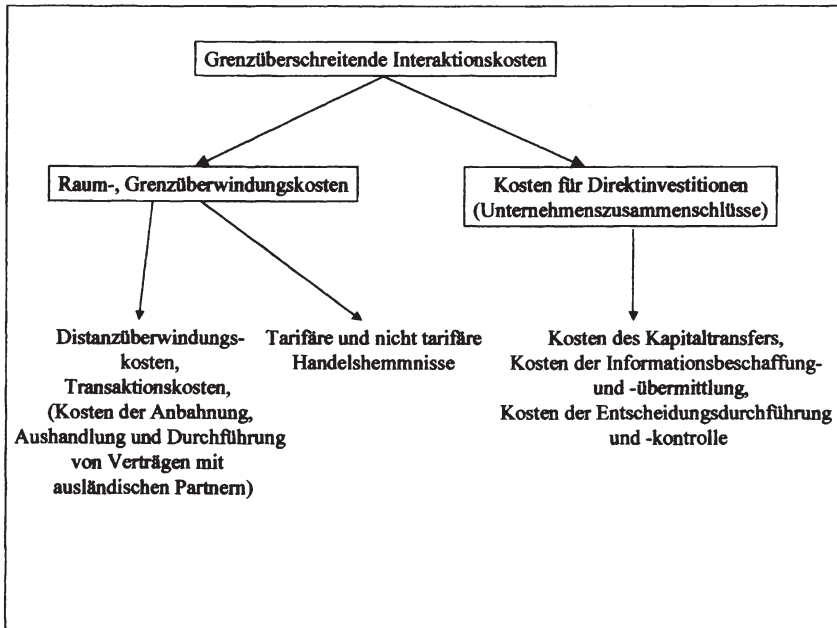 Grenzüberschreitende Interaktionskosten
Raum-, Grenzüberwindungskosten
Kosten für Direktinvestitionen
(Unternehmenszusammenschlüsse)
Distanzüberwindungs-
kosten,
Transaktionskosten,
(Kosten der Anbahnung,
Aushandlung und Durchführung
von Verträgen mit
ausländischen Partnern)
Tarifäre und nicht tarifäre
Handelshemmnisse
Kosten des Kapitaltransfers,
Kosten der Informationsbeschaffung-
und -übermittlung,
Kosten der Entscheidungsdurchführung
und -kontrolle